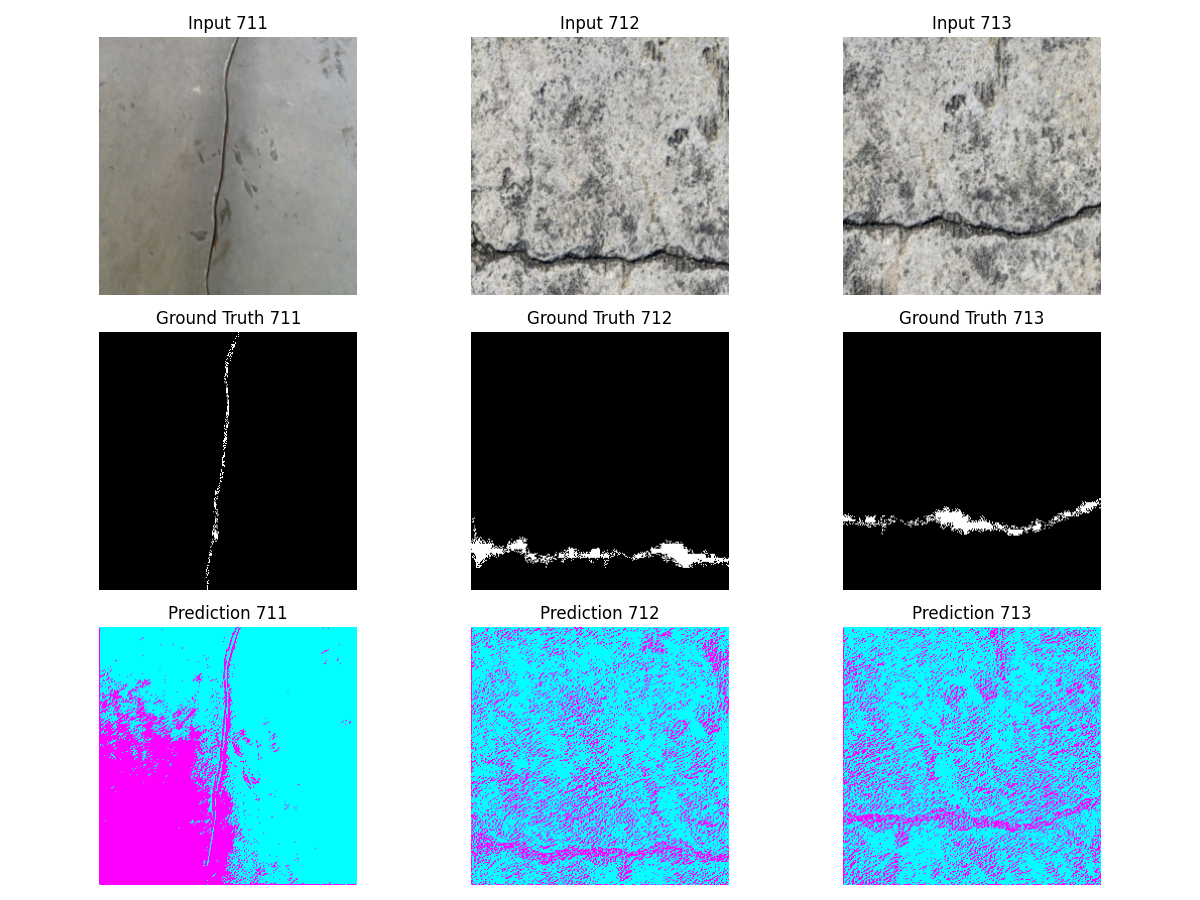 Input 711
Input 712
Input 713
Ground Truth 711
Ground Truth 712
Ground Truth 713
Prediction 711
Prediction 712
Prediction 713